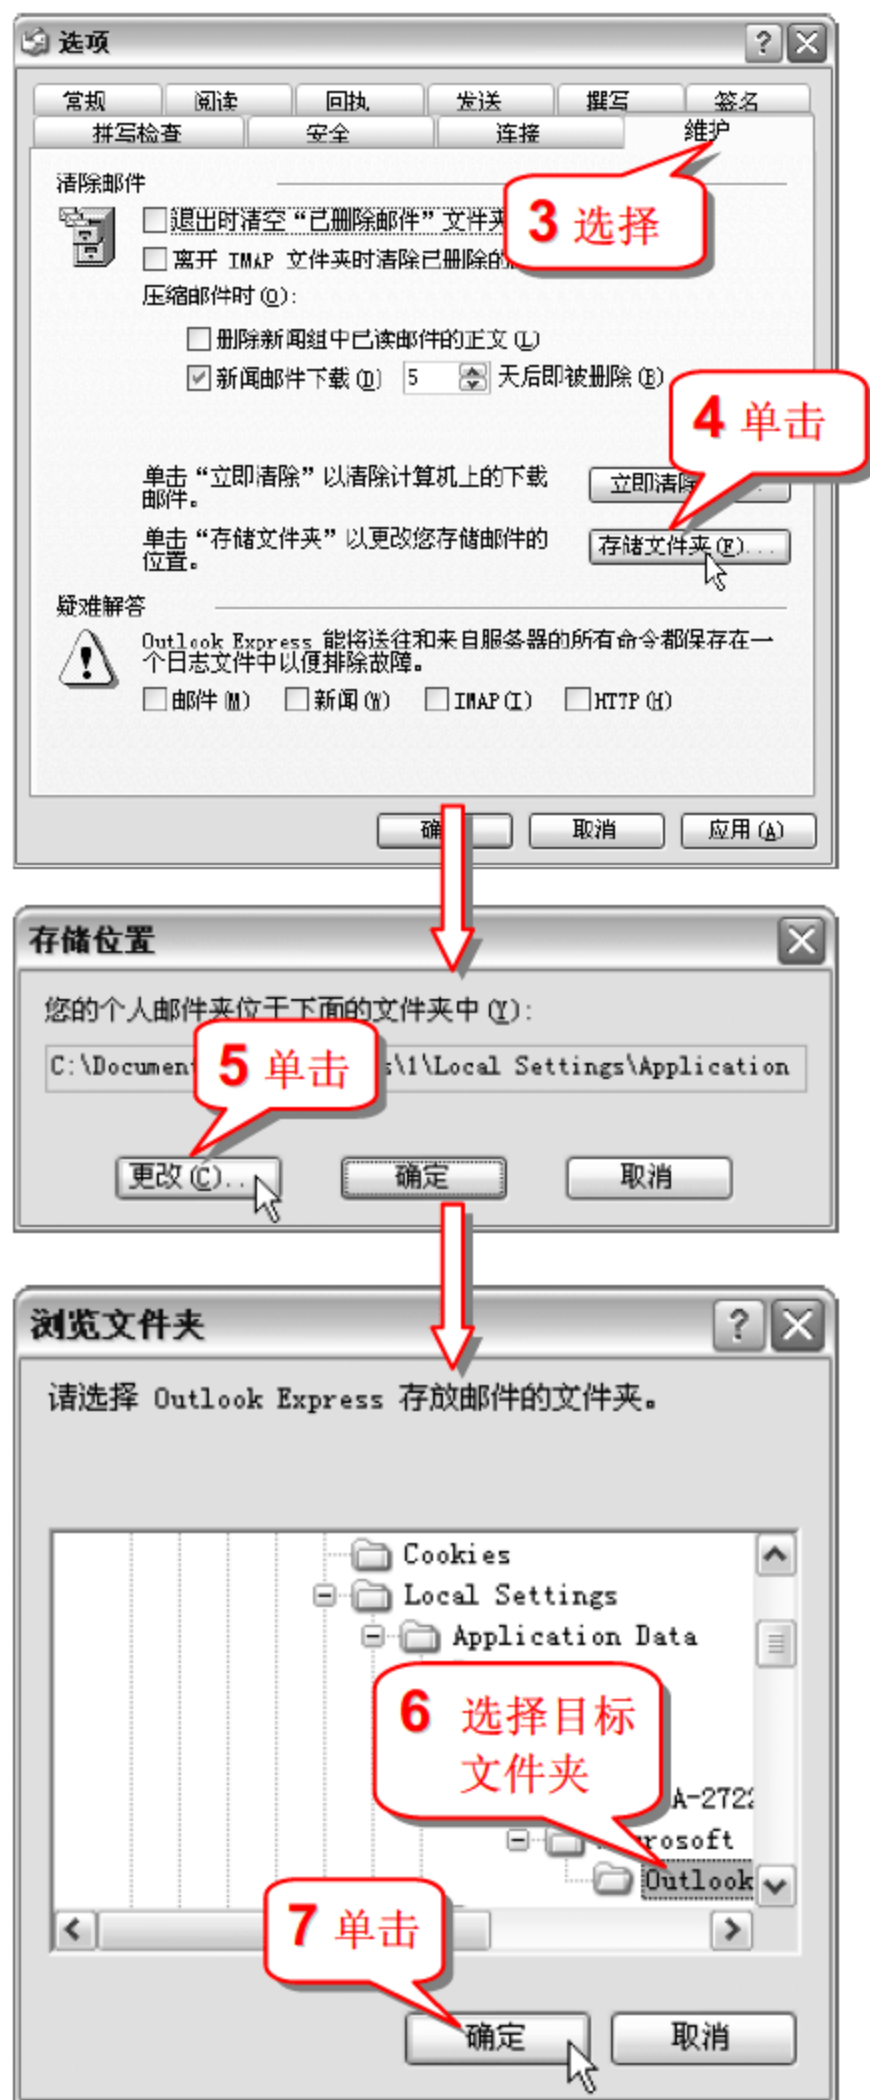 选项
常规 阅读 回执 发送 撰写 签名
拼写检查 安全 连接 维护
清除邮件
3 选择
退出时清空“已删除邮件”文件夹
离开 IMAP 文件夹时清除已删除的
压缩邮件时(O):
删除新闻组中已读邮件的正文(L)
新闻邮件下载(D) 5 天后即被删除(B)
4 单击
单击“立即清除”以清除计算机上的下载
邮件。
立即清除
单击“存储文件夹”以更改您存储邮件的
位置。
存储文件夹(F)...
疑难解答
Outlook Express 能将送往和来自服务器的所有命令都保存在一
个日志文件中以便排除故障。
邮件(M) 新闻(W) IMAP(I) HTTP(H)
确 取消 应用(A)
存储位置
您的个人邮件夹位于下面的文件夹中(Y):
5 单击
C:\Documen s\1\Local Settings\Application
更改(C)... 确定 取消
浏览文件夹
请选择 Outlook Express 存放邮件的文件夹。
Cookies
Local Settings
Application Data
6 选择目标
文件夹
A-2722
rosoft
Outlook
7 单击
确定 取消